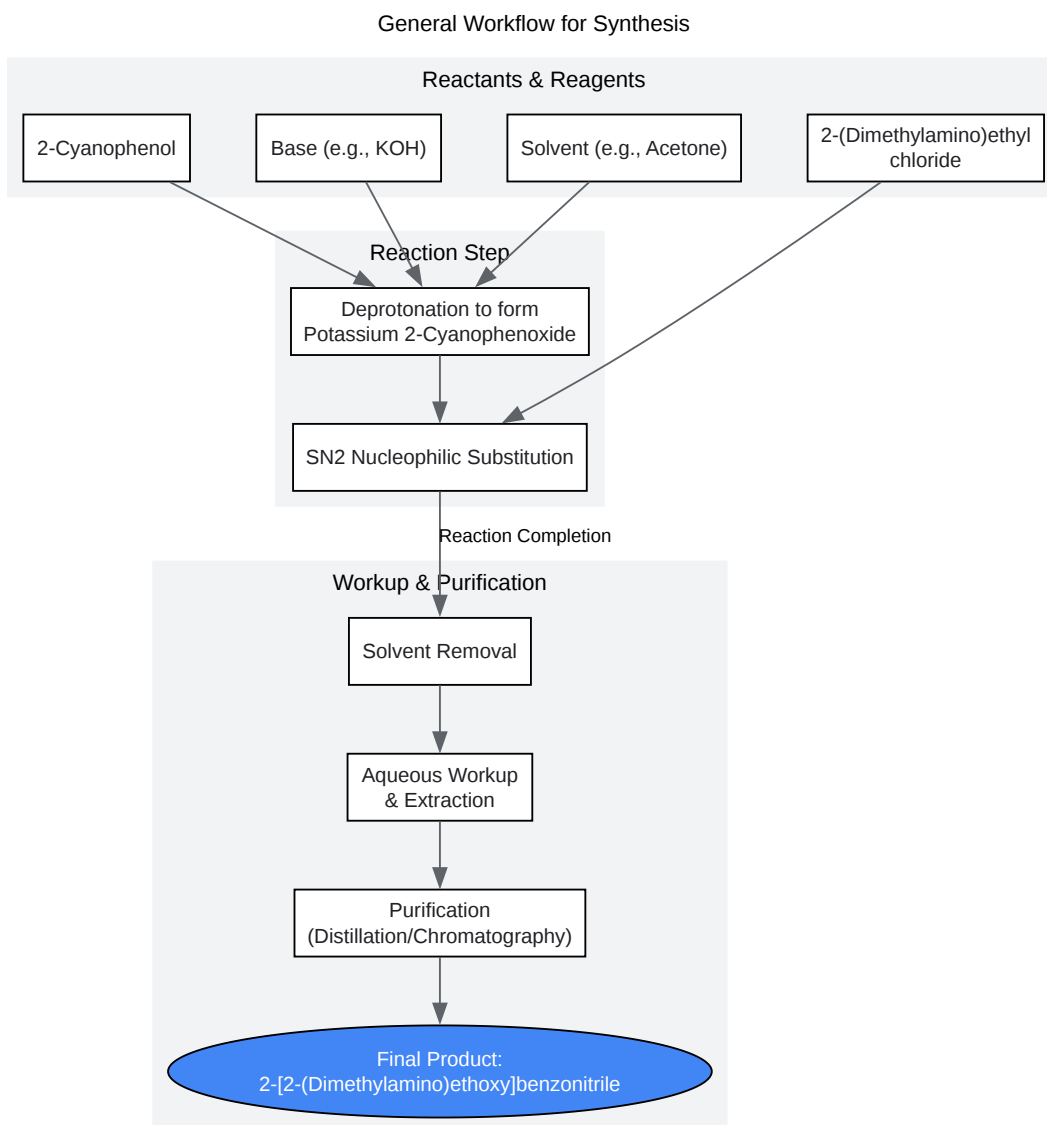 General Workflow for Synthesis
Reactants & Reagents
2-Cyanophenol
Base (e.g., KOH)
Solvent (e.g., Acetone)
2-(Dimethylamino)ethyl
chloride
Reaction Step
Deprotonation to form
Potassium 2-Cyanophenoxide
SN2 Nucleophilic Substitution
Reaction Completion
Workup & Purification
Solvent Removal
Aqueous Workup
& Extraction
Purification
(Distillation/Chromatography)
Final Product:
2-[2-(Dimethylamino)ethoxy]benzonitrile